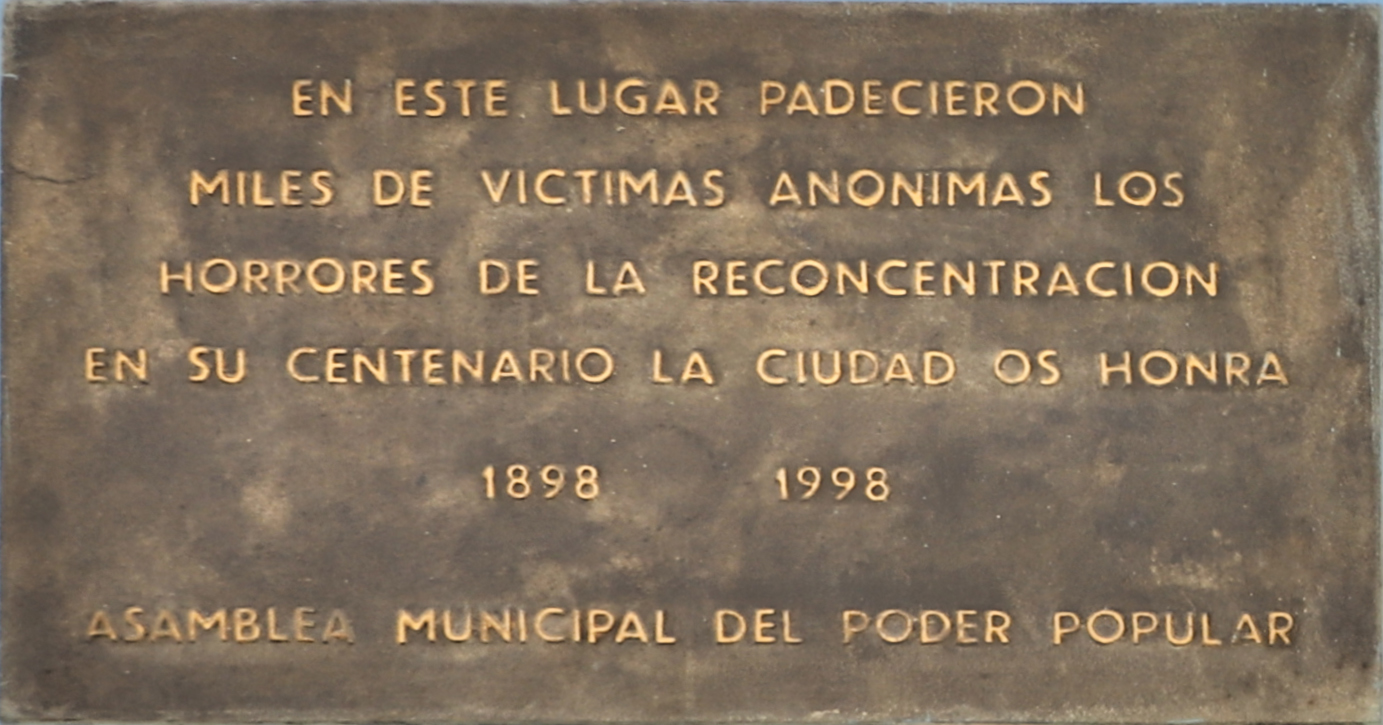 EN ESTE LUGAR PADECIERON
MILES DE VICTIMAS ANONIMAS LOS
HORRORES DE LA RECONCENTRACION
EN SU CENTENARIO LA CIUDAD OS HONRA
1898 1998
ASAMBLEA MUNICIPAL DEL PODER POPULAR